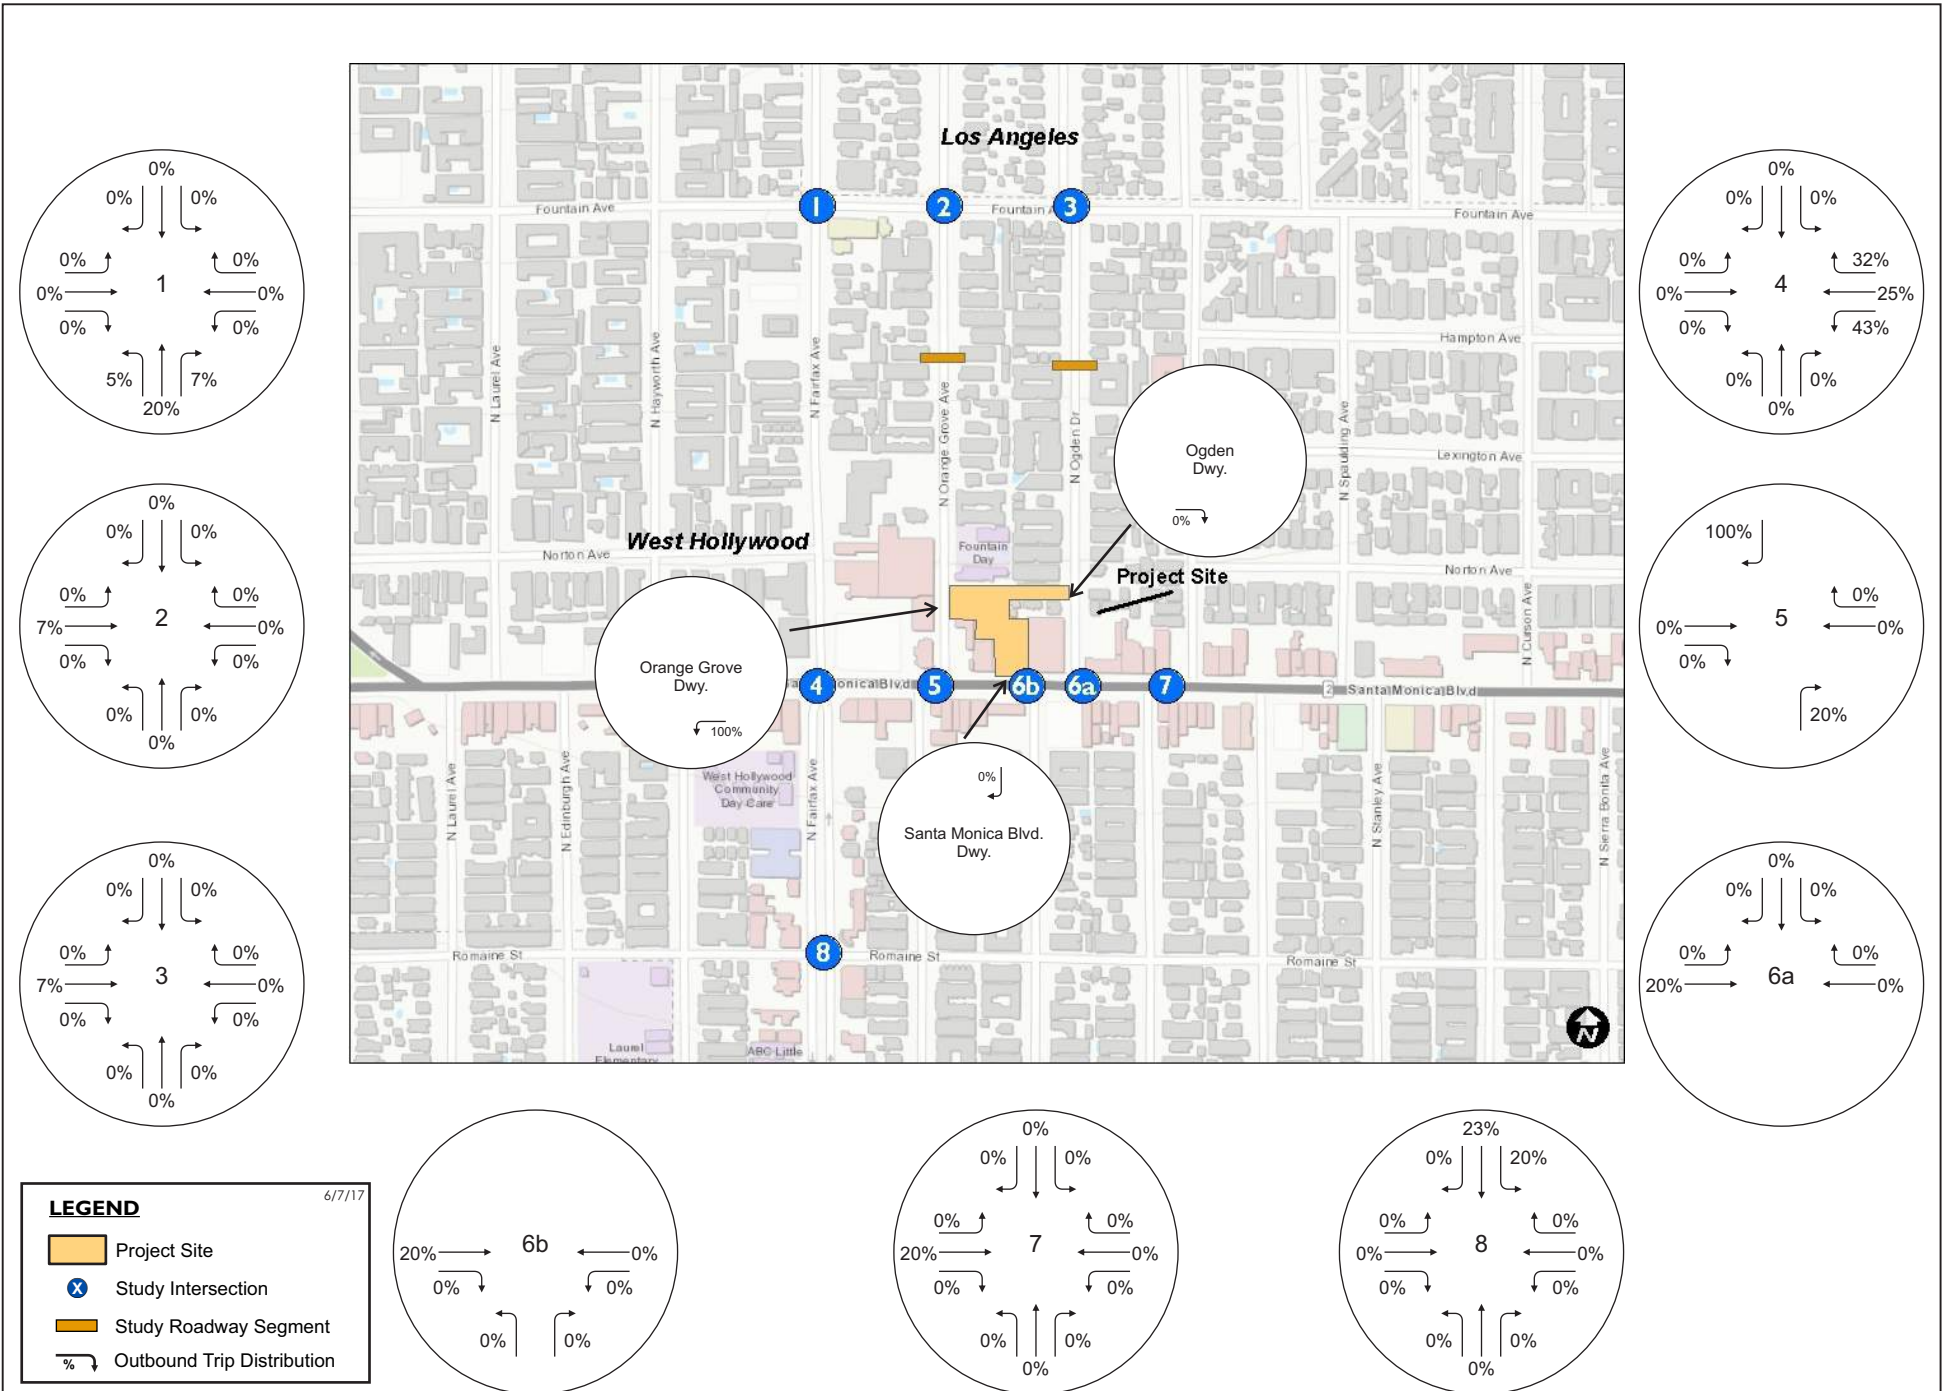 Los Angeles
1
2
3
Fountain Ave
Fountain A
Fountain Ave
Hampton Ave
N Laurel Ave
N Hayworth Ave
N Fairfax Ave
N Orange Grove Ave
N Ogden Dr
N Spaulding Ave
Lexington Ave
Ogden
Dwy.
0%
West Hollywood
Norton Ave
Fountain
Day
Norton Ave
Project Site
N Curson Ave
Orange Grove
Dwy.
100%
4
5
6b
6a
7
onica Blvd
2
Santa Monica Blvd
West Hollywood
Community
Day Care
N Laurel Ave
N Edinburgh Ave
N Fairfax Ave
0%
Santa Monica Blvd.
Dwy.
N Stanley Ave
N Sierra Bonita Ave
8
Romaine St
Romaine St
Romaine St
Laurel
Elementary
ABC Little
N
0%
0% 0%
0% 0%
0% 1 0%
0% 0%
5% 7%
20%
0%
0% 0%
0% 0%
7% 2 0%
0% 0%
0% 0%
0%
0%
0% 0%
0% 0%
7% 3 0%
0% 0%
0% 0%
0%
0%
0% 0%
0% 32%
0% 4 25%
0% 43%
0% 0%
0%
100%
0%
0% 5 0%
0%
20%
0%
0% 0%
0% 0%
20% 6a 0%
20% 6b 0%
0% 0%
0% 0%
0%
0% 0%
0% 0%
20% 7 0%
0% 0%
0% 0%
0%
23%
0% 20%
0% 0%
0% 8 0%
0% 0%
0% 0%
0%
6/7/17
LEGEND
Project Site
X Study Intersection
Study Roadway Segment
% Outbound Trip Distribution